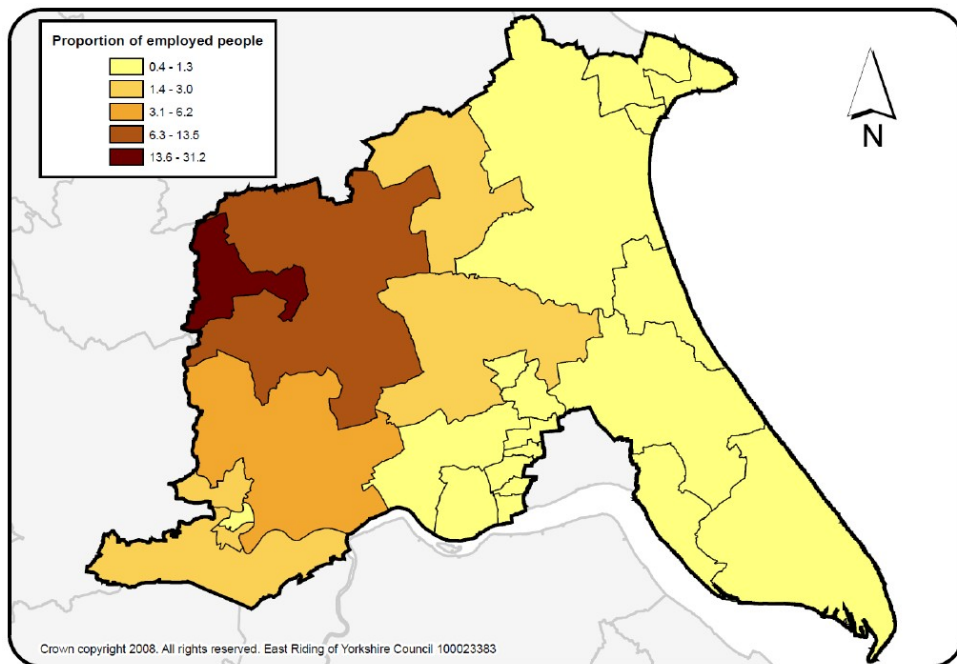 Proportion of employed people
0.4 - 1.3
1.4 - 3.0
3.1 - 6.2
6.3 - 13.5
13.6 - 31.2
N
Crown copyright 2008. All rights reserved. East Riding of Yorkshire Council 100023383